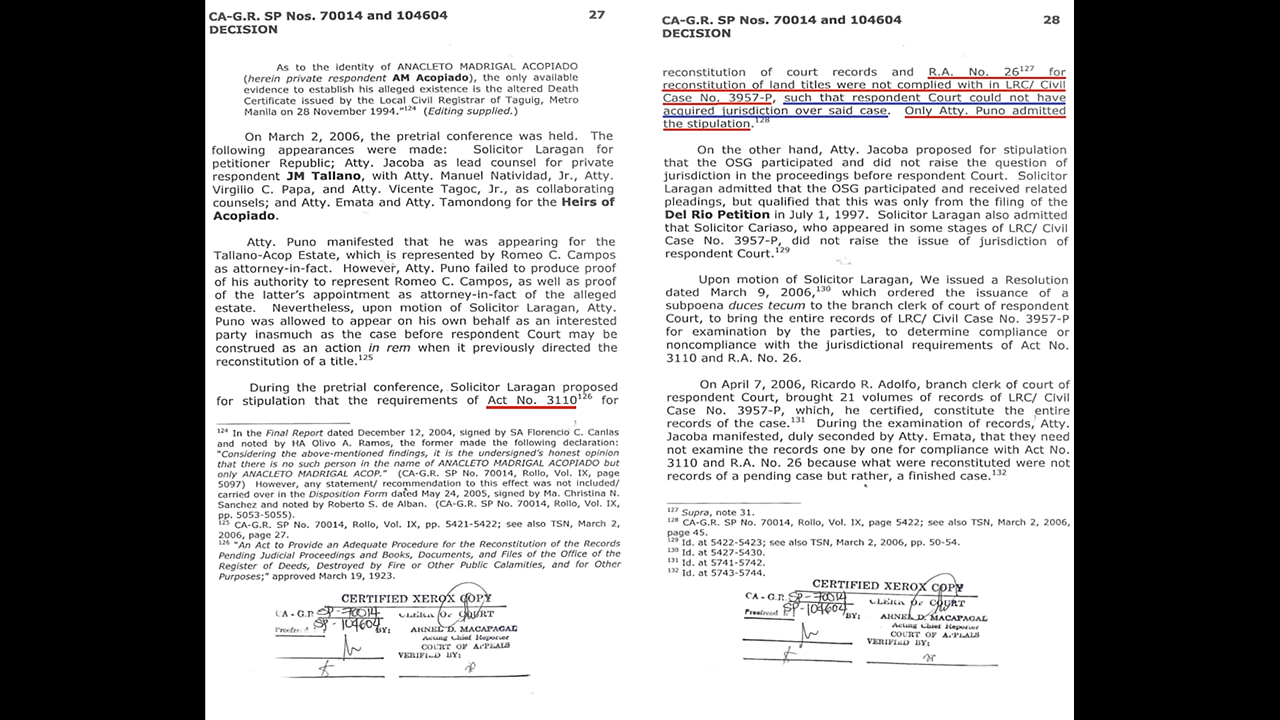 CA-G.R. SP Nos. 70014 and 104604
27
DECISION
As to the identity of ANACLETO MADRIGAL ACOPIADO
(herein private respondent AM Acopiado), the only available
evidence to establish his alleged existence is the altered Death
Certificate issued by the Local Civil Registrar of Taguig, Metro
Manila on 28 November 1994."124 (Editing supplied.)
On March 2, 2006, the pretrial conference was held. The
following appearances were made: Solicitor Laragan for
petitioner Republic; Atty. Jacoba as lead counsel for private
respondent JM Tallano, with Atty. Manuel Natividad, Jr., Atty.
Virgilio C. Papa, and Atty. Vicente Tagoc, Jr., as collaborating
counsels; and Atty. Emata and Atty. Tamondong for the Heirs of
Acopiado.
Atty. Puno manifested that he was appearing for the
Tallano-Acop Estate, which is represented by Romeo C. Campos
as attorney-in-fact. However, Atty. Puno failed to produce proof
of his authority to represent Romeo C. Campos, as well as proof
of the latter's appointment as attorney-in-fact of the alleged
estate. Nevertheless, upon motion of Solicitor Laragan, Atty.
Puno was allowed to appear on his own behalf as an interested
party inasmuch as the case before respondent Court may be
construed as an action in rem when it previously directed the
reconstitution of a title.125
During the pretrial conference, Solicitor Laragan proposed
for stipulation that the requirements of Act No. 3110126 for
124 In the Final Report dated December 12, 2004, signed by SA Florencio C. Canlas
and noted by HA Olivo A. Ramos, the former made the following declaration:
"Considering the above-mentioned findings, it is the undersigned's honest opinion
that there is no such person in the name of ANACLETO MADRIGAL ACOPIADO but
only ANACLETO MADRIGAL ACOP." (CA-G.R. SP No. 70014, Rollo, Vol. IX, page
5097) However, any statement/ recommendation to this effect was not included/
carried over in the Disposition Form dated May 24, 2005, signed by Ma. Christina N.
Sanchez and noted by Roberto S. de Alban. (CA-G.R. SP No. 70014, Rollo, Vol. IX,
pp. 5053-5055).
125 CA-G.R. SP No. 70014, Rollo, Vol. IX, pp. 5421-5422; see also TSN, March 2,
2006, page 27.
126 "An Act to Provide an Adequate Procedure for the Reconstitution of the Records
Pending Judicial Proceedings and Books, Documents, and Files of the Office of the
Register of Deeds, Destroyed by Fire or Other Public Calamities, and for Other
Purposes;" approved March 19, 1923.
CERTIFIED XEROX COPY
CA - G.R. SP-70014 CLERK OF COURT
SP-104604 BY: ARNEL D. MACAPAGAL
Acting Chief Reporter
COURT OF APPEALS
VERIFIED BY:
CA-G.R. SP Nos. 70014 and 104604
28
DECISION
reconstitution of court records and R.A. No. 26127 for
reconstitution of land titles were not complied with in LRC/ Civil
Case No. 3957-P, such that respondent Court could not have
acquired jurisdiction over said case. Only Atty. Puno admitted
the stipulation.128
On the other hand, Atty. Jacoba proposed for stipulation
that the OSG participated and did not raise the question of
jurisdiction in the proceedings before respondent Court. Solicitor
Laragan admitted that the OSG participated and received related
pleadings, but qualified that this was only from the filing of the
Del Rio Petition in July 1, 1997. Solicitor Laragan also admitted
that Solicitor Cariaso, who appeared in some stages of LRC/ Civil
Case No. 3957-P, did not raise the issue of jurisdiction of
respondent Court.129
Upon motion of Solicitor Laragan, We issued a Resolution
dated March 9, 2006,130 which ordered the issuance of a
subpoena duces tecum to the branch clerk of court of respondent
Court, to bring the entire records of LRC/ Civil Case No. 3957-P
for examination by the parties, to determine compliance or
noncompliance with the jurisdictional requirements of Act No.
3110 and R.A. No. 26.
On April 7, 2006, Ricardo R. Adolfo, branch clerk of court of
respondent Court, brought 21 volumes of records of LRC/ Civil
Case No. 3957-P, which, he certified, constitute the entire
records of the case.131 During the examination of records, Atty.
Jacoba manifested, duly seconded by Atty. Emata, that they need
not examine the records one by one for compliance with Act No.
3110 and R.A. No. 26 because what were reconstituted were not
records of a pending case but rather, a finished case.132
127 Supra, note 31.
128 CA-G.R. SP No. 70014, Rollo, Vol. IX, page 5422; see also TSN, March 2, 2006,
page 45.
129 Id. at 5422-5423; see also TSN, March 2, 2006, pp. 50-54.
130 Id. at 5427-5430.
131 Id. at 5741-5742.
132 Id. at 5743-5744.
CERTIFIED XEROX COPY
CA - G.R. SP-70014 CLERK OF COURT
SP-104604 BY: ARNEL D. MACAPAGAL
Acting Chief Reporter
COURT OF APPEALS
VERIFIED BY: